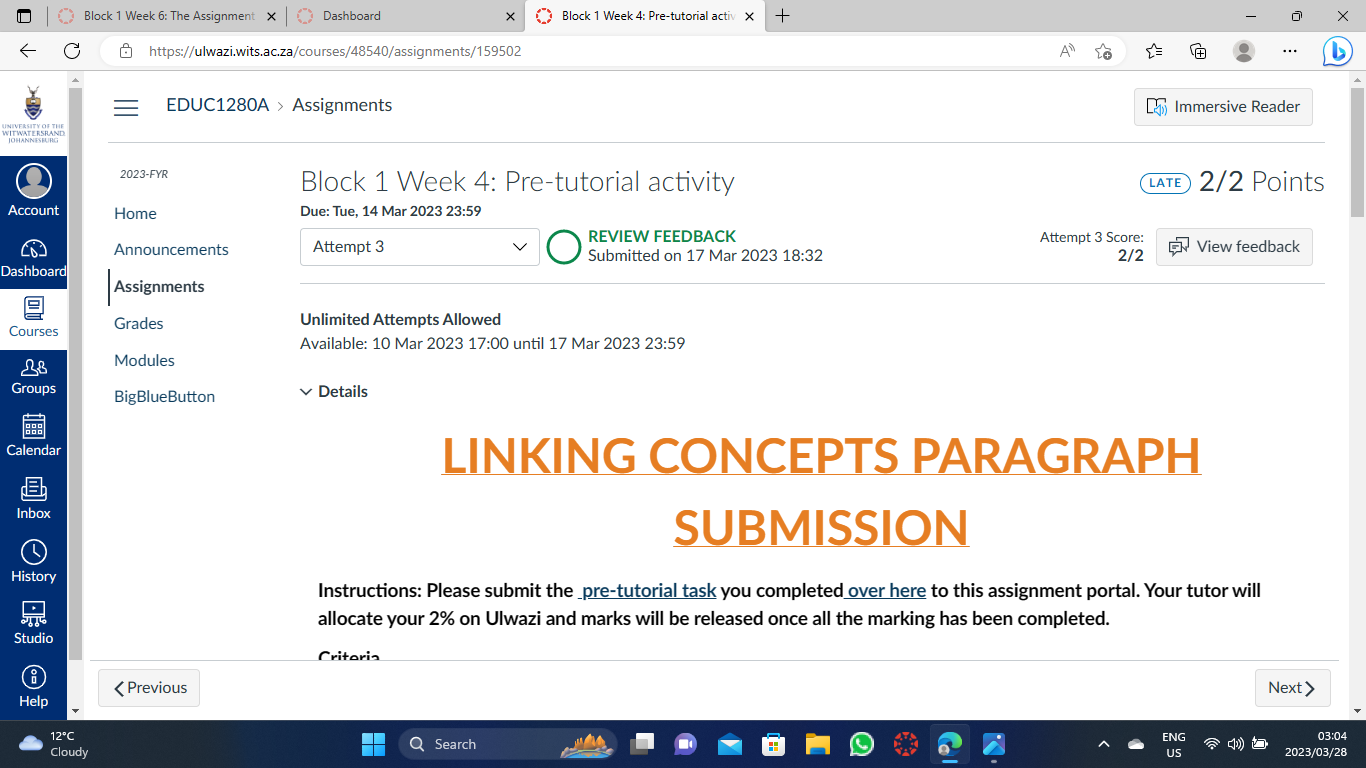 Block 1 Week 6: The Assignment
Dashboard
Block 1 Week 4: Pre-tutorial activ
https://ulwazi.wits.ac.za/courses/48540/assignments/159502
UNIVERSITY OF THE
WITWATERSRAND,
JOHANNESBURG
Account
Dashboard
Courses
Groups
Calendar
Inbox
History
Studio
Help
EDUC1280A > Assignments
Immersive Reader
2023-FYR
Home
Announcements
Assignments
Grades
Modules
BigBlueButton
Block 1 Week 4: Pre-tutorial activity
LATE 2/2 Points
Due: Tue, 14 Mar 2023 23:59
Attempt 3
REVIEW FEEDBACK
Submitted on 17 Mar 2023 18:32
Attempt 3 Score:
2/2
View feedback
Unlimited Attempts Allowed
Available: 10 Mar 2023 17:00 until 17 Mar 2023 23:59
Details
LINKING CONCEPTS PARAGRAPH
SUBMISSION
Instructions: Please submit the pre-tutorial task you completed over here to this assignment portal. Your tutor will
allocate your 2% on Ulwazi and marks will be released once all the marking has been completed.
Criteria
Previous
Next
12°C
Cloudy
Search
ENG
US
03:04
2023/03/28